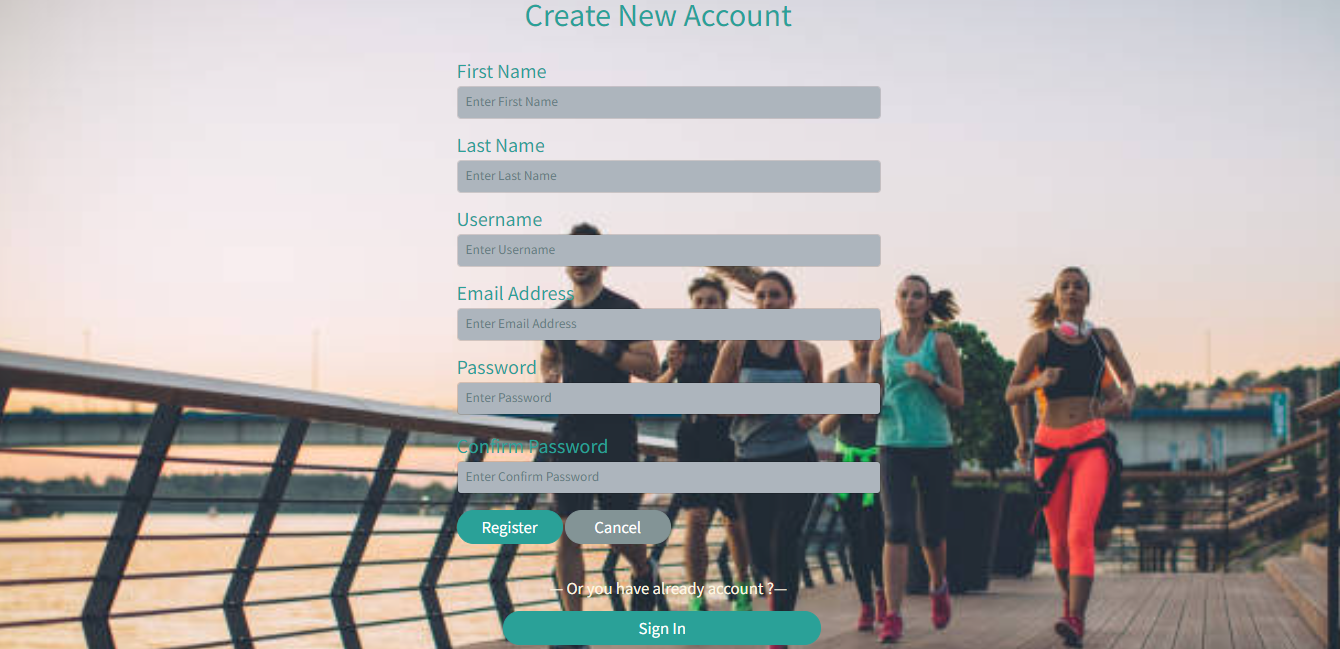 Create New Account
First Name
Enter First Name
Last Name
Enter Last Name
Username
Enter Username
Email Address
Enter Email Address
Password
Enter Password
Confirm Password
Enter Confirm Password
Register Cancel
— Or you have already account ?—
Sign In